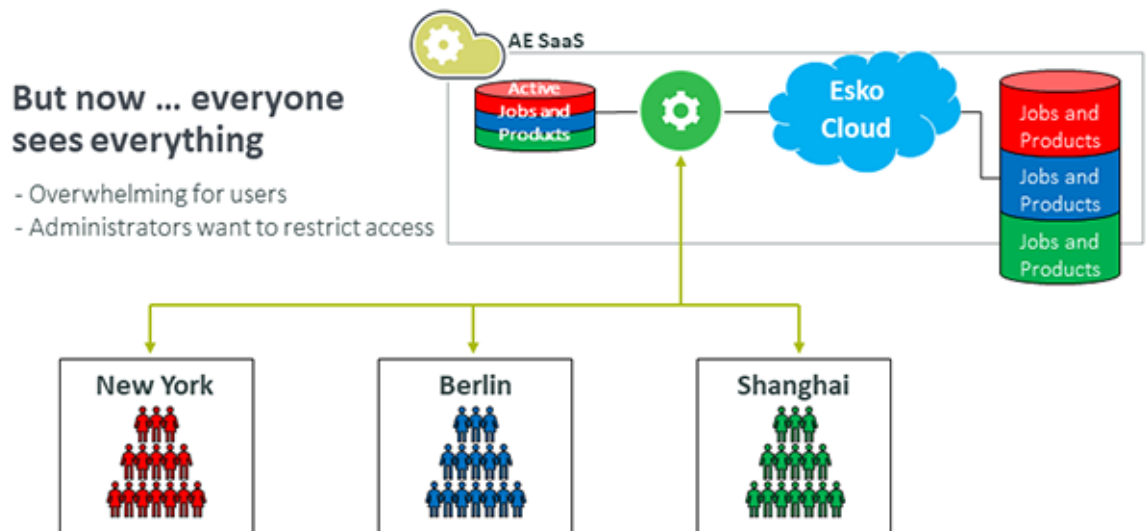 AE SaaS
But now ... everyone
sees everything
- Overwhelming for users
- Administrators want to restrict access
Active
Jobs and
Products
Esko
Cloud
Jobs and
Products
Jobs and
Products
Jobs and
Products
New York
Berlin
Shanghai